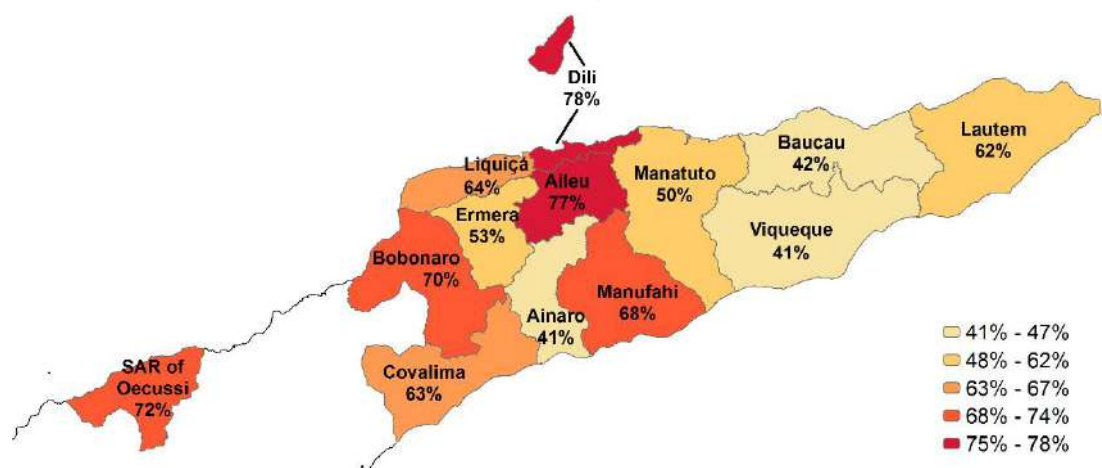 Dili
78%
Lautem
62%
Baucau
42%
Liquiçá
64%
Manatuto
50%
Aileu
77%
Ermera
53%
Viqueque
41%
Bobonaro
70%
Manufahi
68%
Ainaro
41%
SAR of
Oecussi
72%
Covalima
63%
41% - 47%
48% - 62%
63% - 67%
68% - 74%
75% - 78%